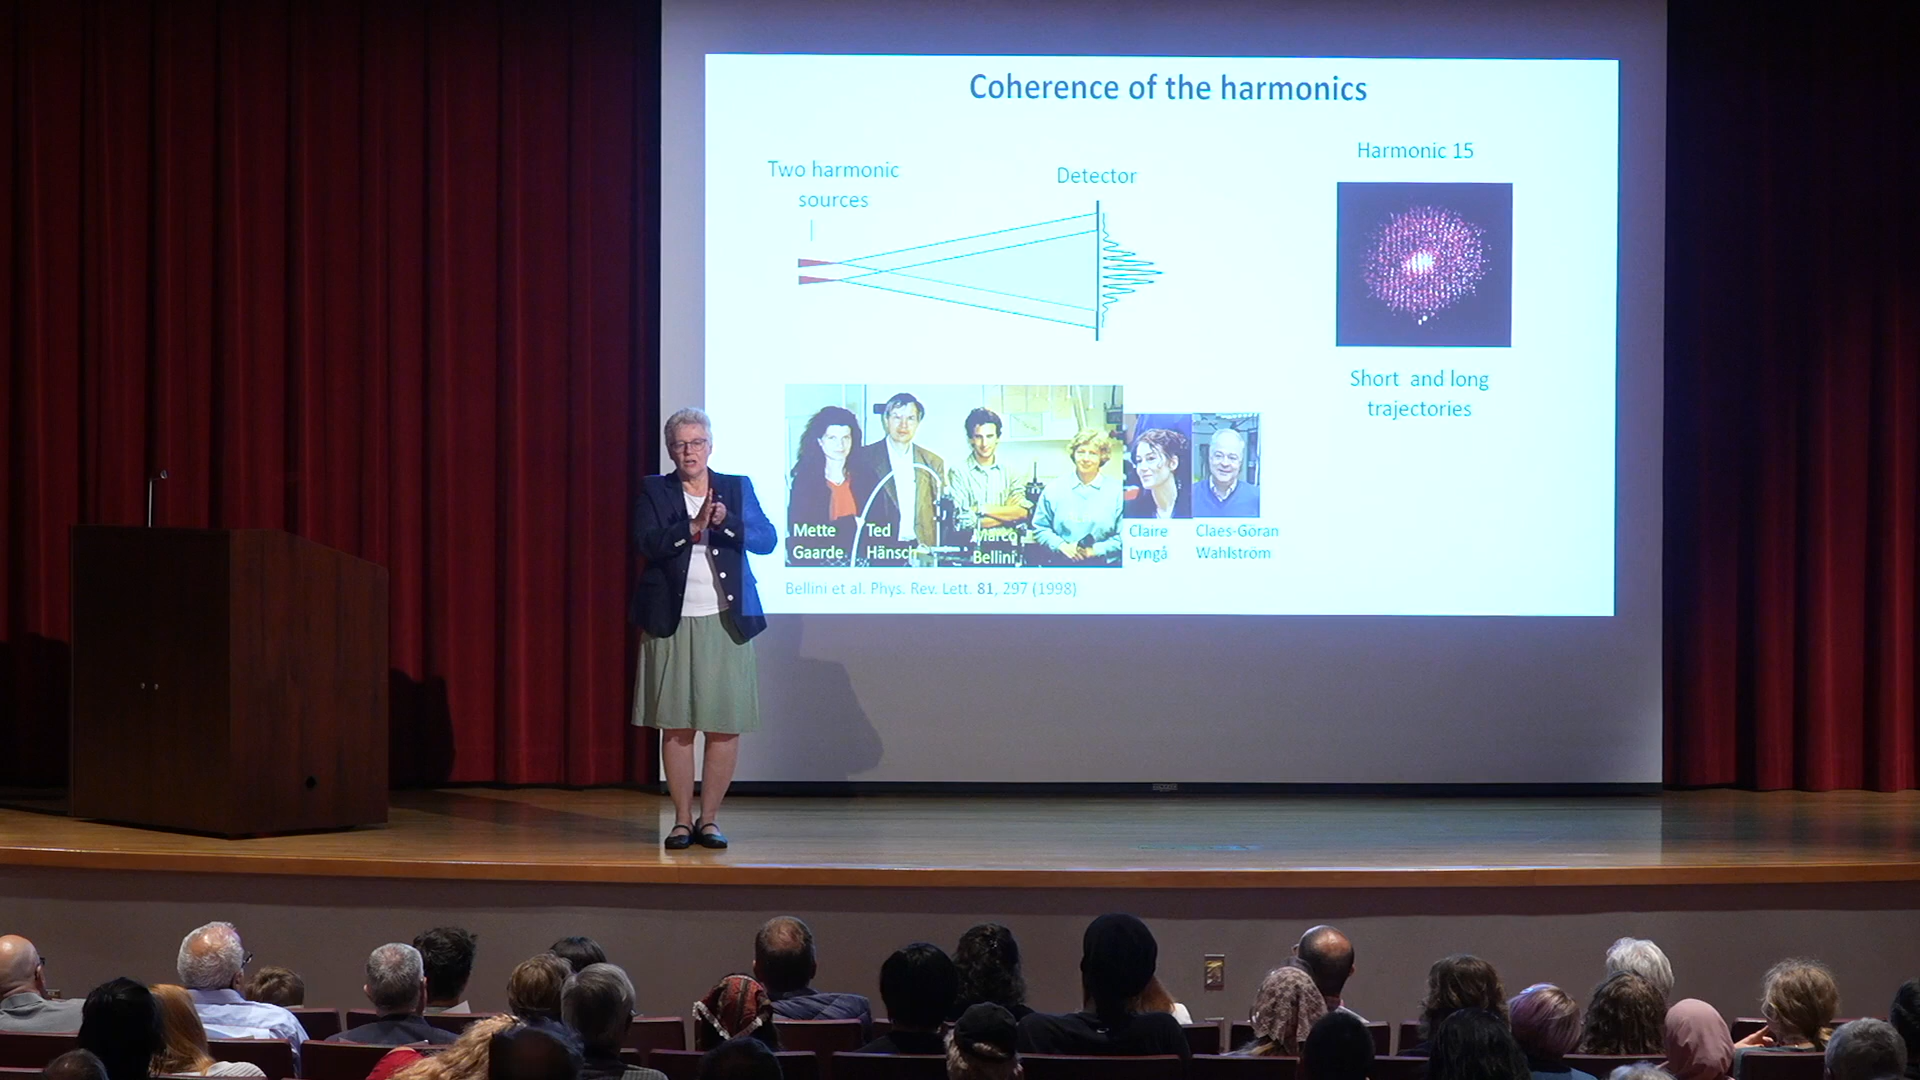 Coherence of the harmonics
Two harmonic
sources
Detector
Harmonic 15
Short and long
trajectories
Mette
Gaarde
Ted
Hänsch
Marco
Bellini
Claire
Lyngå
Claes-Göran
Wahlström
Bellini et al. Phys. Rev. Lett. 81, 297 (1998)